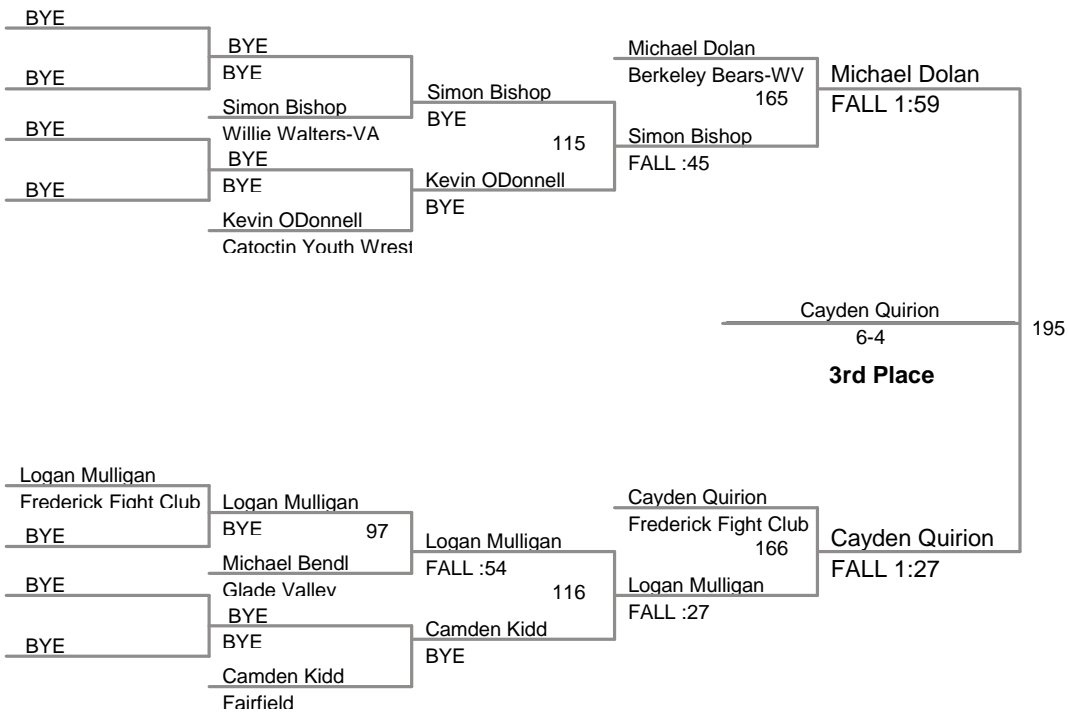 BYE
BYE
BYE
BYE
BYE
BYE
Simon Bishop
Willie Walters-VA
BYE
BYE
Kevin ODonnell
Catoctin Youth Wrest
Simon Bishop
BYE
115
Kevin ODonnell
BYE
Michael Dolan
Berkeley Bears-WV
165
Simon Bishop
FALL :45
Michael Dolan
FALL 1:59
Cayden Quirion
6-4
3rd Place
195
Logan Mulligan
Frederick Fight Club
BYE
BYE
BYE
Logan Mulligan
BYE 97
Michael Bendl
Glade Valley
BYE
BYE
Camden Kidd
Fairfield
Logan Mulligan
FALL :54
116
Camden Kidd
BYE
Cayden Quirion
Frederick Fight Club
166
Logan Mulligan
FALL :27
Cayden Quirion
FALL 1:27